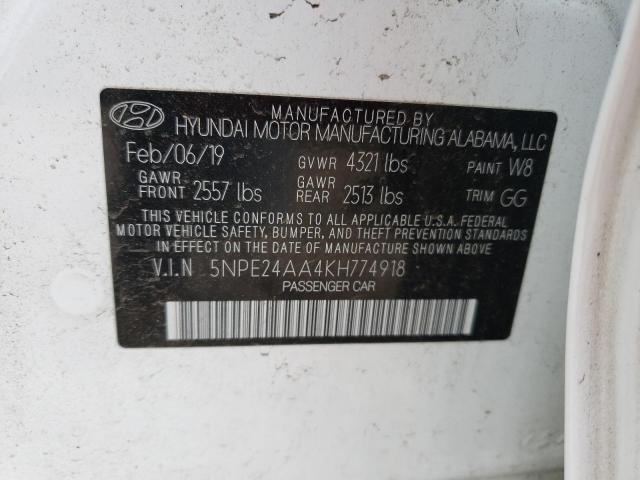 MANUFACTURED BY
HYUNDAI MOTOR MANUFACTURING ALABAMA, LLC
Feb/06/19 GVWR 4321 lbs PAINT W8
GAWR FRONT 2557 lbs GAWR REAR 2513 lbs TRIM GG
THIS VEHICLE CONFORMS TO ALL APPLICABLE U.S.A. FEDERAL
MOTOR VEHICLE SAFETY, BUMPER, AND THEFT PREVENTION
STANDARDS IN EFFECT ON THE DATE OF MANUFACTURE SHOWN ABOVE.
V.I.N 5NPE24AA4KH774918
PASSENGER CAR